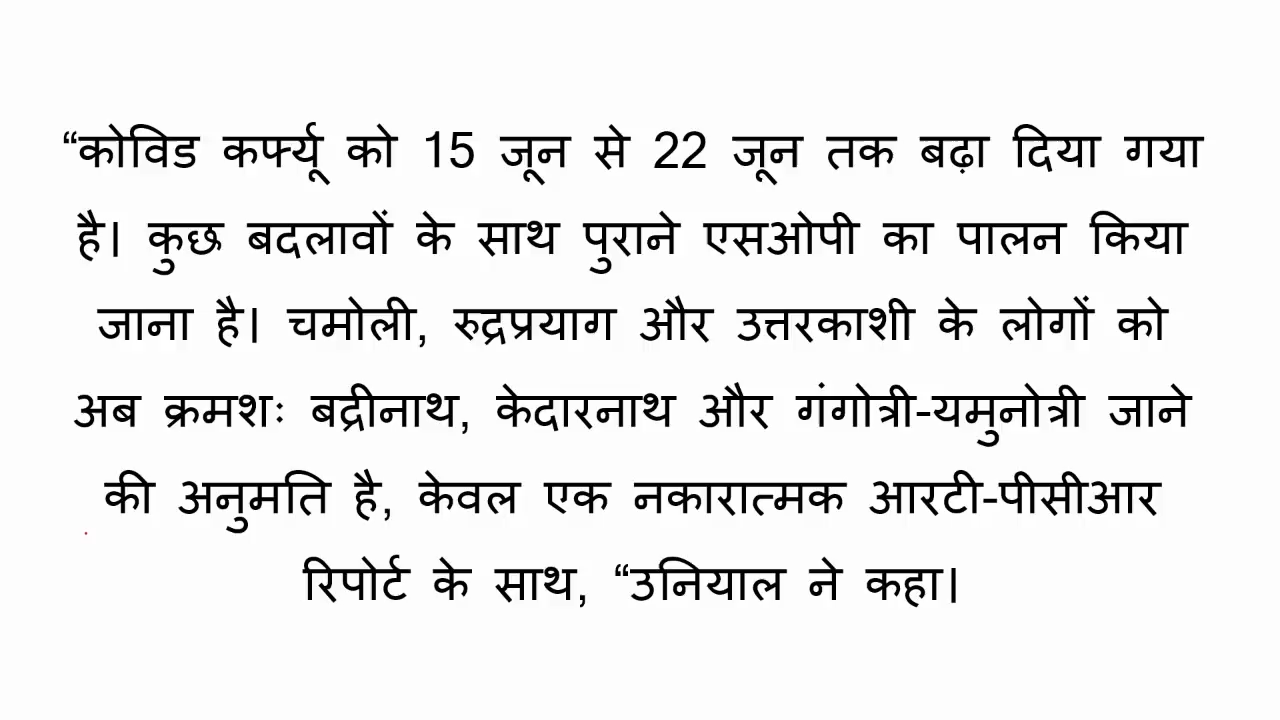 “कोविड कर्फ्यू को 15 जून से 22 जून तक बढ़ा दिया गया
है। कुछ बदलावों के साथ पुराने एसओपी का पालन किया
जाना है। चमोली, रुद्रप्रयाग और उत्तरकाशी के लोगों को
अब क्रमशः बद्रीनाथ, केदारनाथ और गंगोत्री-यमुनोत्री जाने
की अनुमति है, केवल एक नकारात्मक आरटी-पीसीआर
रिपोर्ट के साथ, “उनियाल ने कहा।